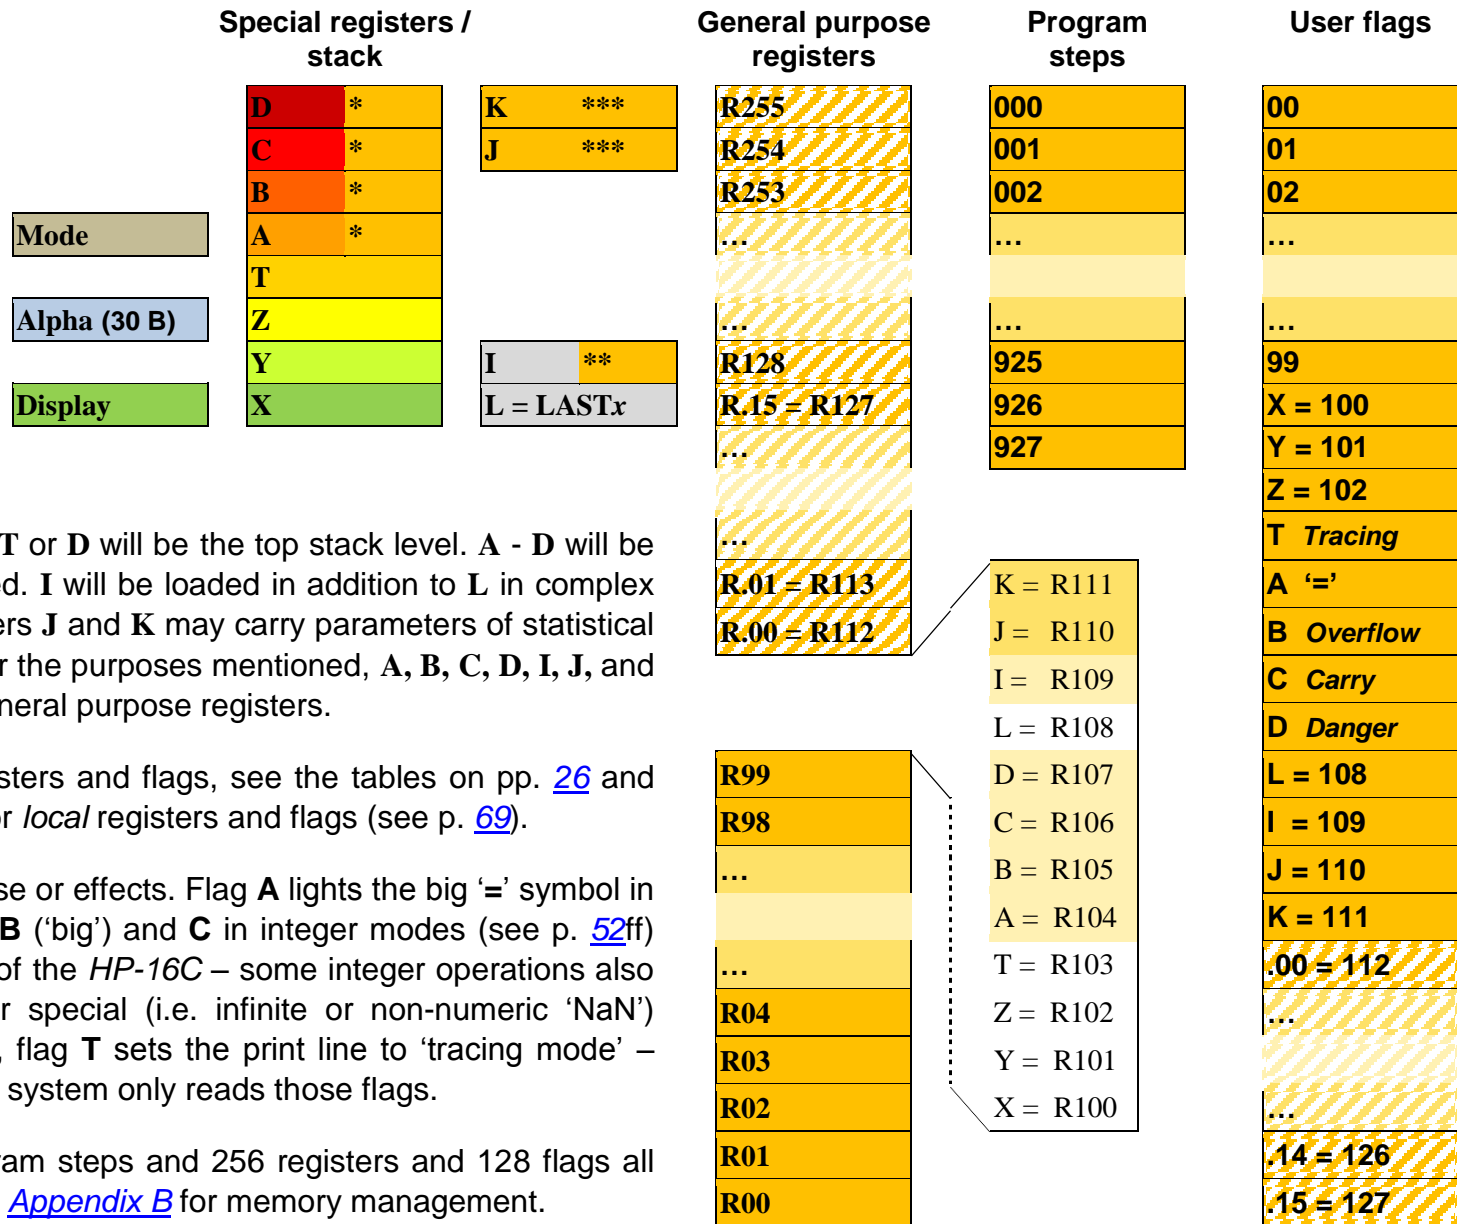 Special registers /
stack
General purpose
registers
Program
steps
User flags
Mode
Alpha (30 B)
Display
D *
C *
B *
A *
T
Z
Y
X
K ***
J ***
I **
L = LASTx
R255
R254
R253
…
…
R128
R.15 = R127
…
…
R.01 = R113
R.00 = R112
R99
R98
…
…
R04
R03
R02
R01
R00
000
001
002
…
…
925
926
927
K = R111
J = R110
I = R109
L = R108
D = R107
C = R106
B = R105
A = R104
T = R103
Z = R102
Y = R101
X = R100
00
01
02
…
…
99
X = 100
Y = 101
Z = 102
T Tracing
A ‘=’
B Overflow
C Carry
D Danger
L = 108
I = 109
J = 110
K = 111
.00 = 112
…
…
.14 = 126
.15 = 127
T or D will be the top stack level. A - D will be
ed. I will be loaded in addition to L in complex
ers J and K may carry parameters of statistical
r the purposes mentioned, A, B, C, D, I, J, and
neral purpose registers.
isters and flags, see the tables on pp. 26 and
or local registers and flags (see p. 69).
se or effects. Flag A lights the big ‘=’ symbol in
B (‘big’) and C in integer modes (see p. 52ff)
of the HP-16C – some integer operations also
r special (i.e. infinite or non-numeric ‘NaN’)
, flag T sets the print line to ‘tracing mode’ –
system only reads those flags.
ram steps and 256 registers and 128 flags all
Appendix B for memory management.